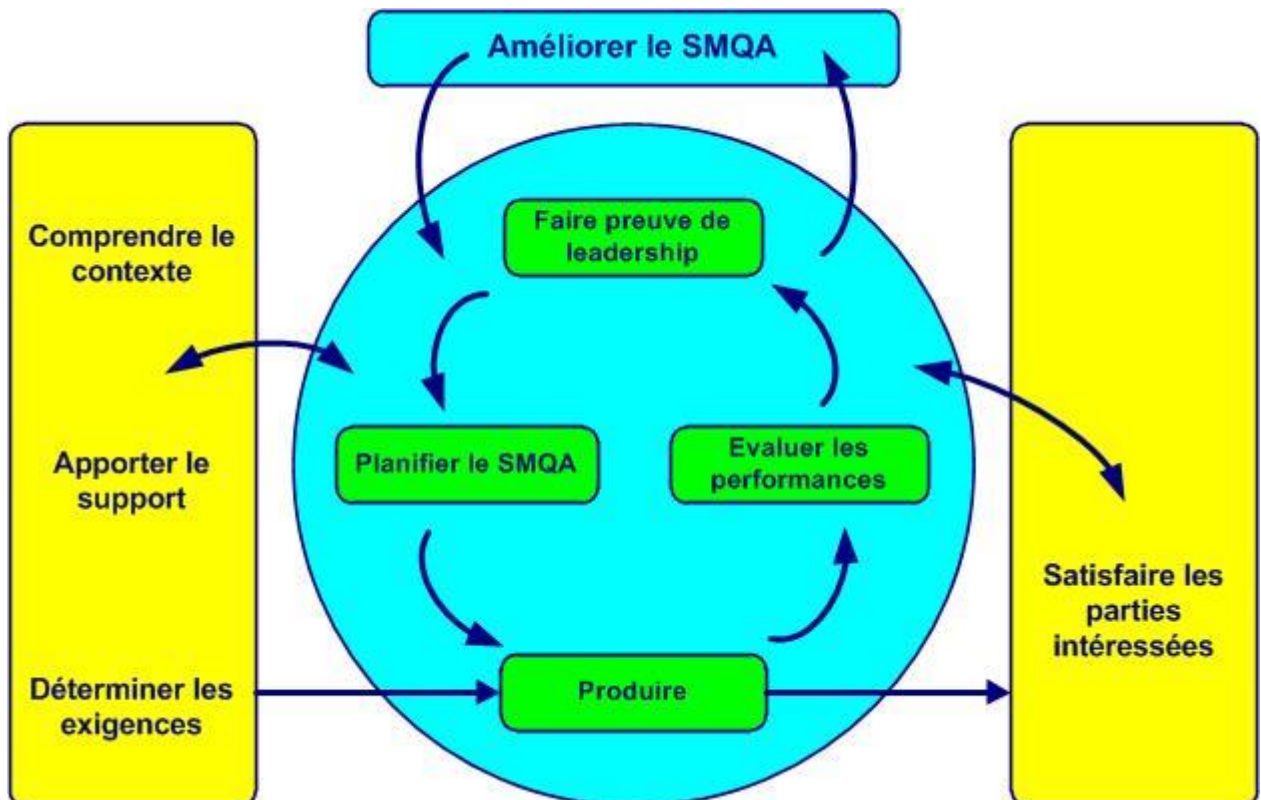 Améliorer le SMQA
Comprendre le
contexte
Apporter le
support
Déterminer les
exigences
Faire preuve de
leadership
Planifier le SMQA
Evaluer les
performances
Produire
Satisfaire les
parties
intéressées